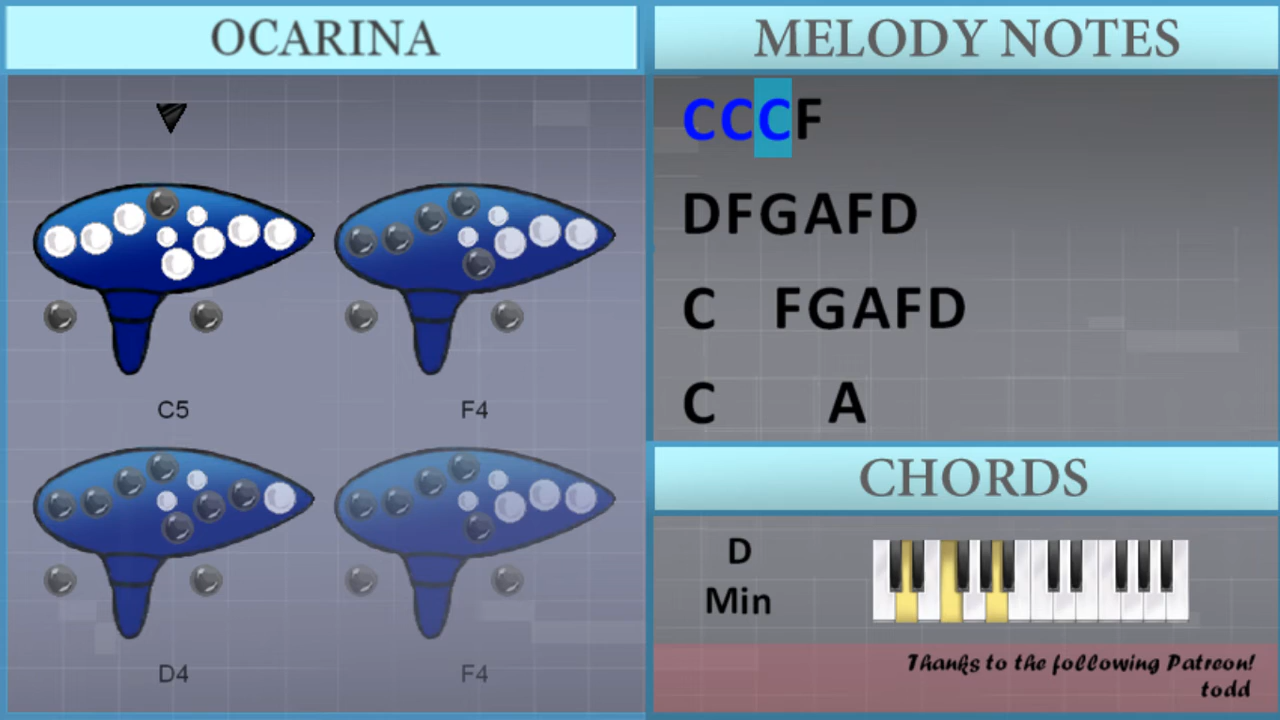 OCARINA
C5
F4
D4
F4
MELODY NOTES
CCCF
DFGAFD
C FGAFD
C A
CHORDS
D
Min
Thanks to the following Patreon!
todd